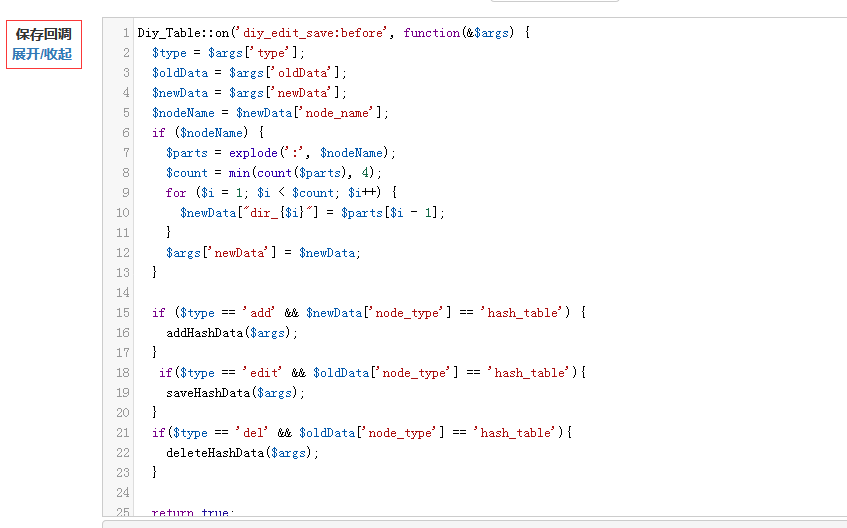 保存回调
展开/收起
1 Diy_Table::on('diy_edit_save:before', function(&$args) {
2 $type = $args['type'];
3 $oldData = $args['oldData'];
4 $newData = $args['newData'];
5 $nodeName = $newData['node_name'];
6 if ($nodeName) {
7 $parts = explode(':', $nodeName);
8 $count = min(count($parts), 4);
9 for ($i = 1; $i < $count; $i++) {
10 $newData["dir_{$i}"] = $parts[$i - 1];
11 }
12 $args['newData'] = $newData;
13 }
14
15 if ($type == 'add' && $newData['node_type'] == 'hash_table') {
16 addHashData($args);
17 }
18 if($type == 'edit' && $oldData['node_type'] == 'hash_table'){
19 saveHashData($args);
20 }
21 if($type == 'del' && $oldData['node_type'] == 'hash_table'){
22 deleteHashData($args);
23 }
24
25 return true;